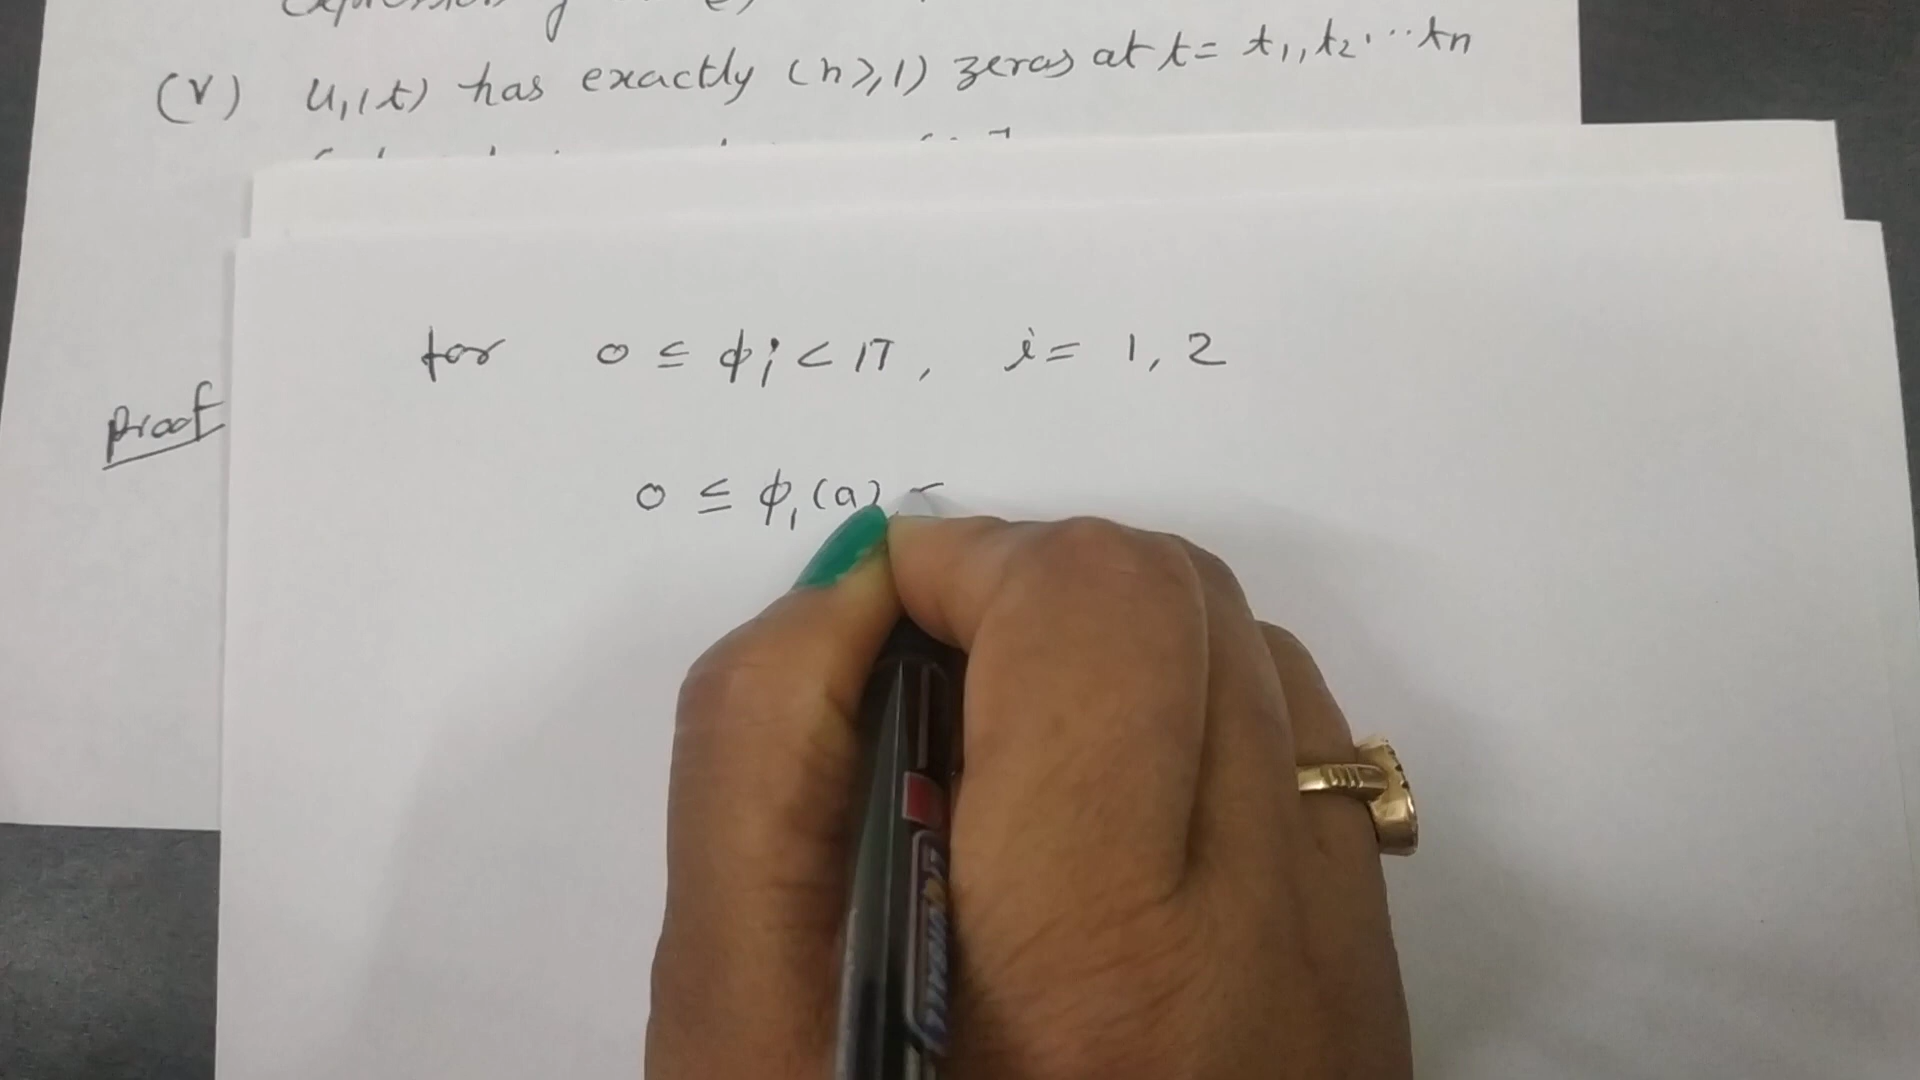 (V) u₁(t) has exactly (n≥1) zeros at t = t₁, t₂ ... tn
Proof
for 0 ≤ ϕi < π, i = 1, 2
0 ≤ ϕ₁(a)